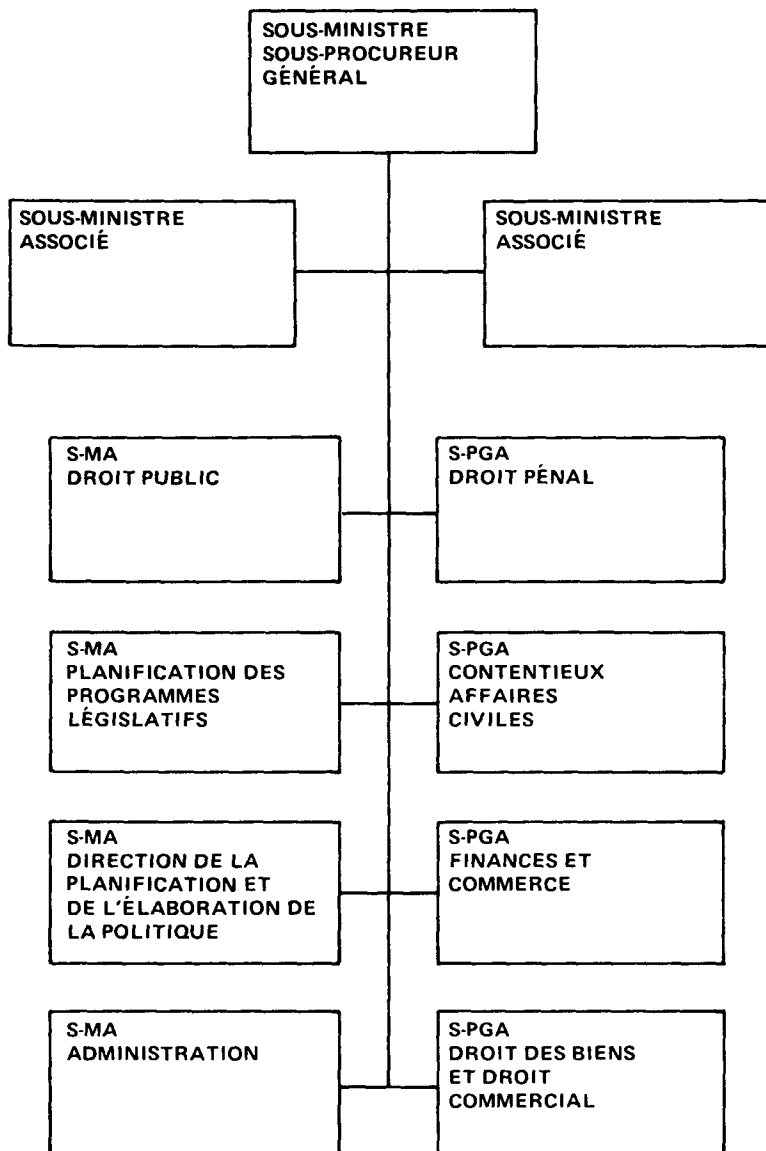 SOUS-MINISTRE
SOUS-PROCUREUR
GÉNÉRAL
SOUS-MINISTRE
ASSOCIÉ
SOUS-MINISTRE
ASSOCIÉ
S-MA
DROIT PUBLIC
S-PGA
DROIT PÉNAL
S-MA
PLANIFICATION DES
PROGRAMMES
LÉGISLATIFS
S-PGA
CONTENTIEUX
AFFAIRES
CIVILES
S-MA
DIRECTION DE LA
PLANIFICATION ET
DE L'ÉLABORATION DE
LA POLITIQUE
S-PGA
FINANCES ET
COMMERCE
S-MA
ADMINISTRATION
S-PGA
DROIT DES BIENS
ET DROIT
COMMERCIAL